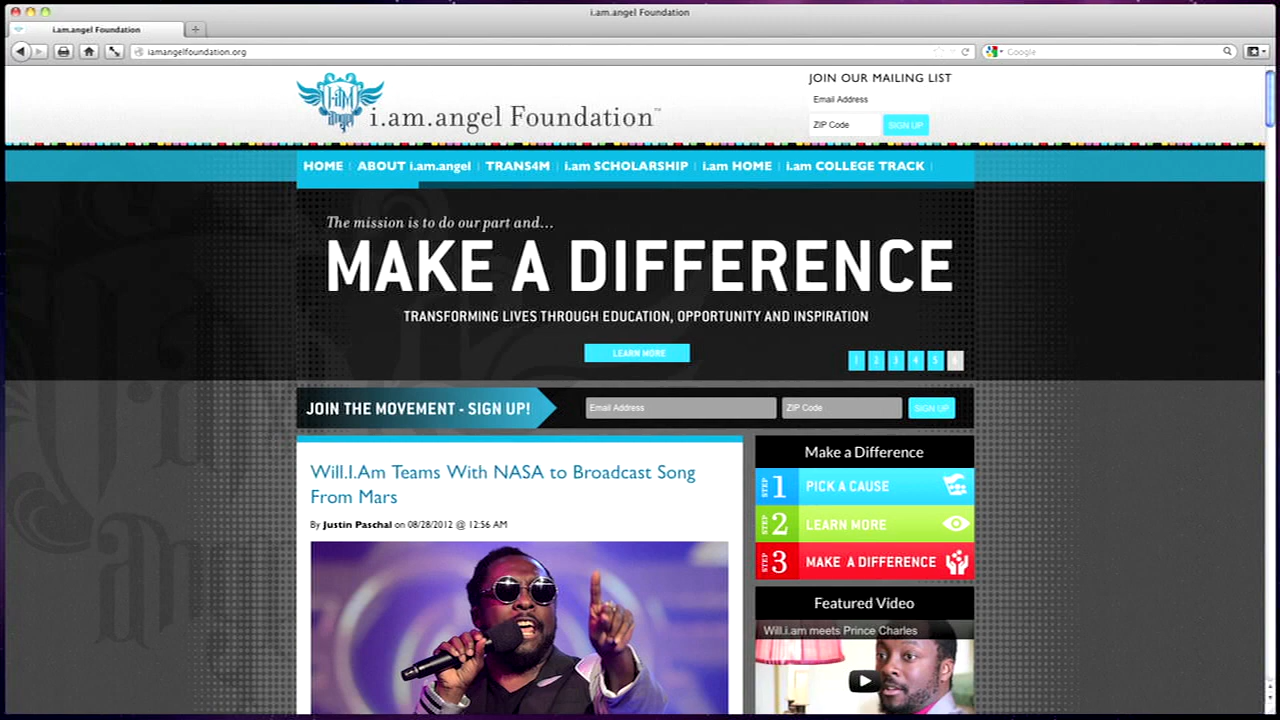 i.am.angel Foundation
i.am.angel Foundation
iamangelfoundation.org
Google
i.am.angel Foundation™
JOIN OUR MAILING LIST
Email Address
ZIP Code
SIGN UP
HOME
ABOUT i.am.angel
TRANS4M
i.am SCHOLARSHIP
i.am HOME
i.am COLLEGE TRACK
The mission is to do our part and...
MAKE A DIFFERENCE
TRANSFORMING LIVES THROUGH EDUCATION, OPPORTUNITY AND INSPIRATION
LEARN MORE
1 2 3 4 5 6
JOIN THE MOVEMENT - SIGN UP!
Email Address
ZIP Code
SIGN UP
Will.I.Am Teams With NASA to Broadcast Song
From Mars
By Justin Paschal on 08/28/2012 @ 12:56 AM
Make a Difference
STEP 1 PICK A CAUSE
STEP 2 LEARN MORE
STEP 3 MAKE A DIFFERENCE
Featured Video
Will.i.am meets Prince Charles